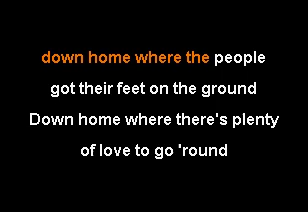 down home where the people
got their feet on the ground
Down home where there's plenty
of love to go 'round